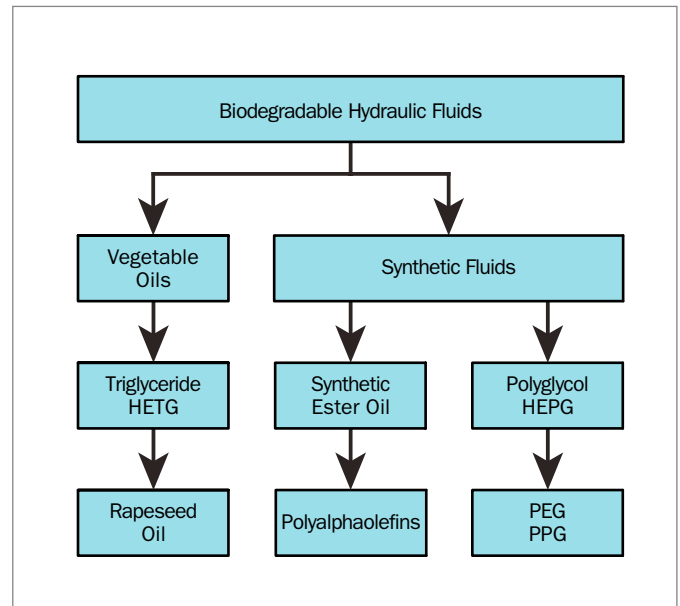 Biodegradable Hydraulic Fluids
Vegetable
Oils
Synthetic Fluids
Triglyceride
HETG
Synthetic
Ester Oil
Polyglycol
HEPG
Rapeseed
Oil
Polyalphaolefins
PEG
PPG